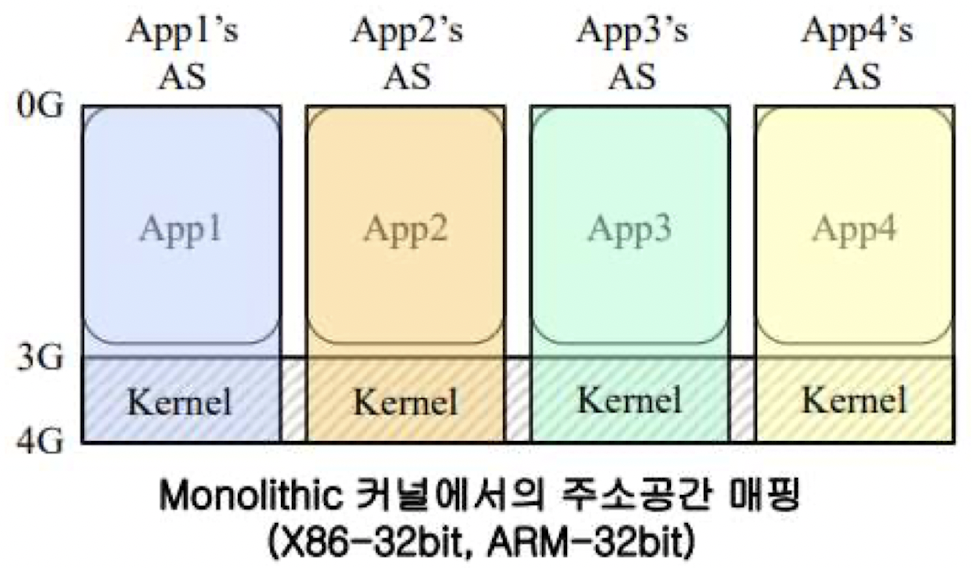 App1's App2's App3's App4's
AS AS AS AS
0G
App1 App2 App3 App4
3G
Kernel Kernel Kernel Kernel
4G
Monolithic 커널에서의 주소공간 매핑
(X86-32bit, ARM-32bit)